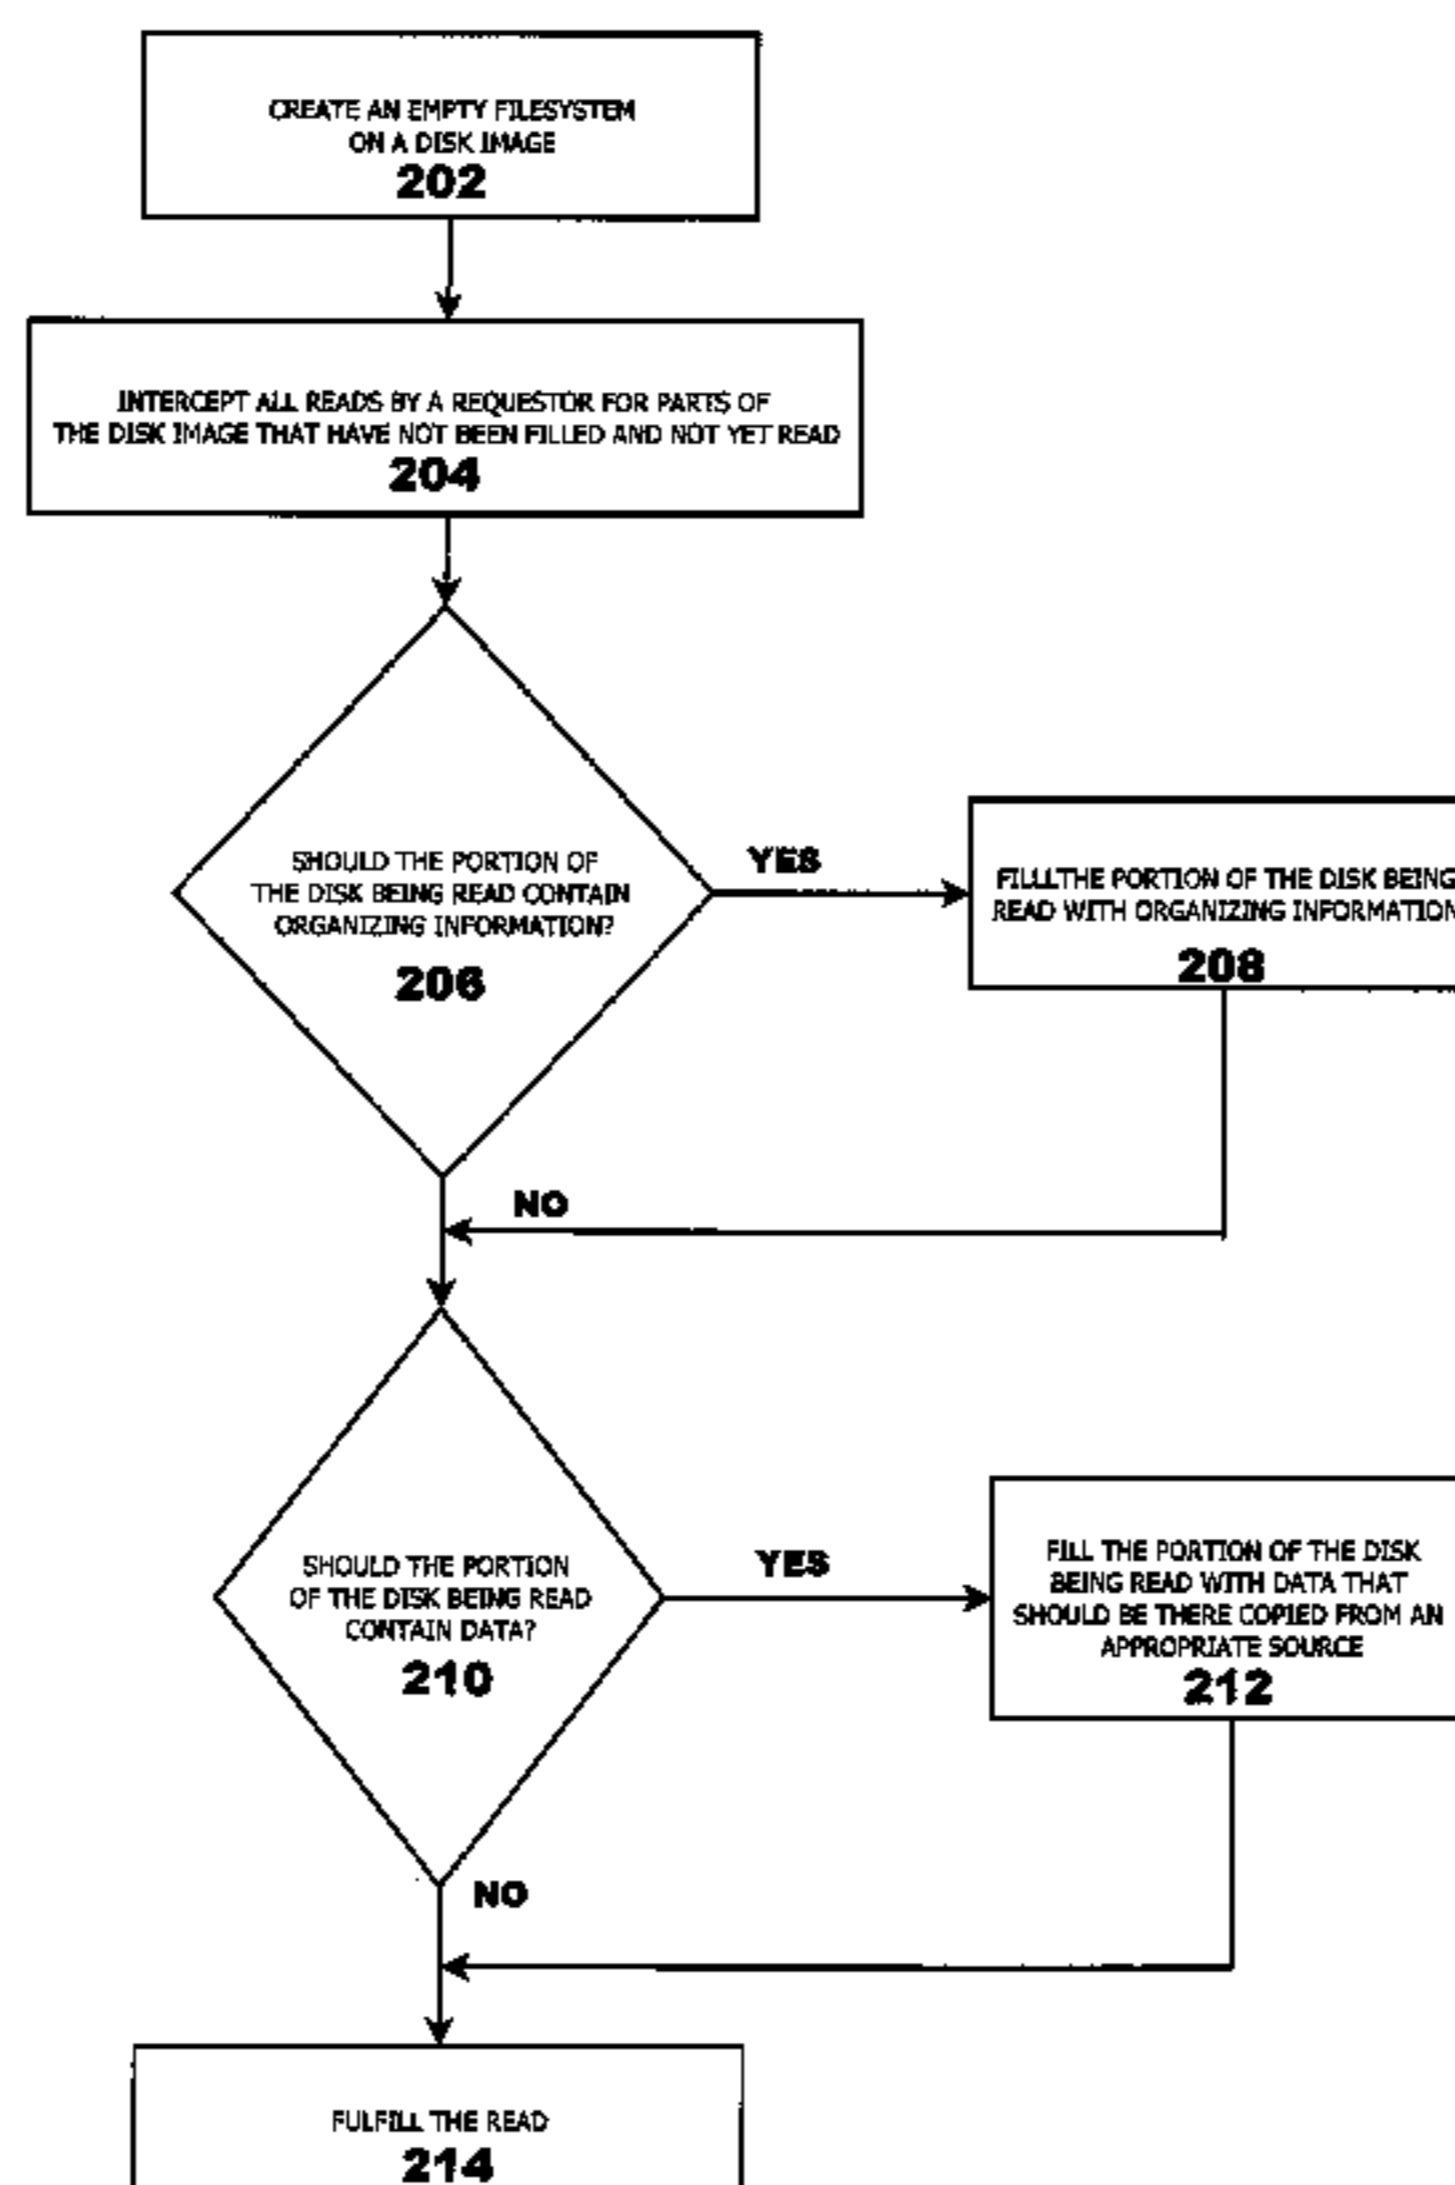 CREATE AN EMPTY FILESYSTEM
ON A DISK IMAGE
202
INTERCEPT ALL READS BY A REQUESTOR FOR PARTS OF
THE DISK IMAGE THAT HAVE NOT BEEN FILLED AND NOT YET READ
204
SHOULD THE PORTION OF
THE DISK BEING READ CONTAIN
ORGANIZING INFORMATION?
206
YES
FILLLTHE PORTION OF THE DISK BEING
READ WITH ORGANIZING INFORMATION
208
NO
SHOULD THE PORTION
OF THE DISK BEING READ
CONTAIN DATA?
210
YES
FILL THE PORTION OF THE DISK
BEING READ WITH DATA THAT
SHOULD BE THERE COPIED FROM AN
APPROPRIATE SOURCE
212
NO
FULFILL THE READ
214